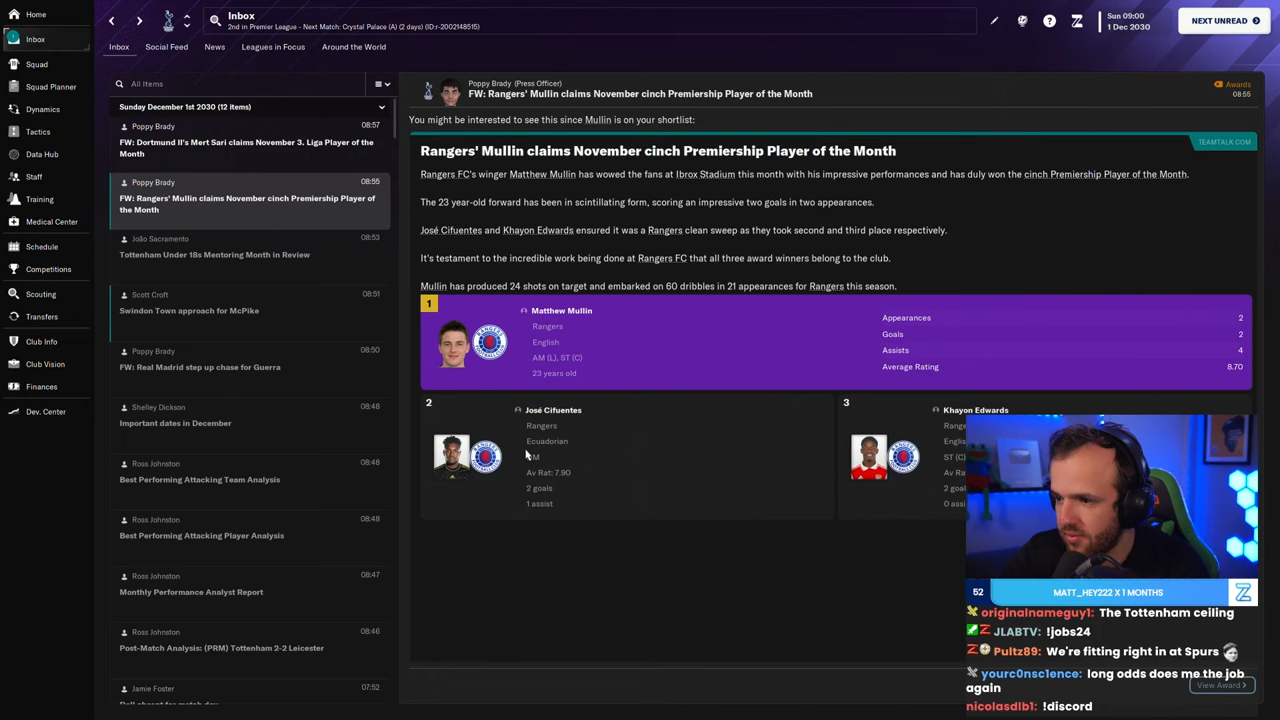 Home
Inbox
Squad
Squad Planner
Dynamics
Tactics
Data Hub
Staff
Training
Medical Center
Schedule
Competitions
Scouting
Transfers
Club Info
Club Vision
Finances
Dev. Center
Inbox
2nd in Premier League - Next Match: Crystal Palace (A) (2 days) (ID:R-2002148515)
Sun 09:00
1 Dec 2030
NEXT UNREAD
Inbox
Social Feed
News
Leagues in Focus
Around the World
All Items
Sunday December 1st 2030 (12 items)
Poppy Brady 08:57
FW: Dortmund II's Mert Sari claims November 3. Liga Player of the
Month
Poppy Brady 08:55
FW: Rangers' Mullin claims November cinch Premiership Player of
the Month
João Sacramento 08:53
Tottenham Under 18s Mentoring Month in Review
Scott Croft 08:51
Swindon Town approach for McPike
Poppy Brady 08:50
FW: Real Madrid step up chase for Guerra
Shelley Dickson 08:48
Important dates in December
Ross Johnston 08:48
Best Performing Attacking Team Analysis
Ross Johnston 08:48
Best Performing Attacking Player Analysis
Ross Johnston 08:47
Monthly Performance Analyst Report
Ross Johnston 08:46
Post-Match Analysis: (PRM) Tottenham 2-2 Leicester
Jamie Foster 07:52
Poppy Brady (Press Officer)
FW: Rangers' Mullin claims November cinch Premiership Player of the Month
Awards
08:55
You might be interested to see this since Mullin is on your shortlist:
TEAMTALK.COM
Rangers' Mullin claims November cinch Premiership Player of the Month
Rangers FC's winger Matthew Mullin has wowed the fans at Ibrox Stadium this month with his impressive performances and has duly won the cinch Premiership Player of the Month.
The 23 year-old forward has been in scintillating form, scoring an impressive two goals in two appearances.
José Cifuentes and Khayon Edwards ensured it was a Rangers clean sweep as they took second and third place respectively.
It's testament to the incredible work being done at Rangers FC that all three award winners belong to the club.
Mullin has produced 24 shots on target and embarked on 60 dribbles in 21 appearances for Rangers this season.
1
Matthew Mullin
Rangers
English
AM (L), ST (C)
23 years old
Appearances 2
Goals 2
Assists 4
Average Rating 8.70
2
José Cifuentes
Rangers
Ecuadorian
M
Av Rat: 7.90
2 goals
1 assist
3
Khayon Edwards
Range
Englis
ST (C)
Av Ra
2 goal
0 assi
52 MATT_HEY222 X 1 MONTHS
originalnameguy1: The Tottenham ceiling
JLABTV: !jobs24
Pultz89: We're fitting right in at Spurs
yourc0nsc1ence: long odds does me the job
again
nicolasdlb1: !discord
View Award